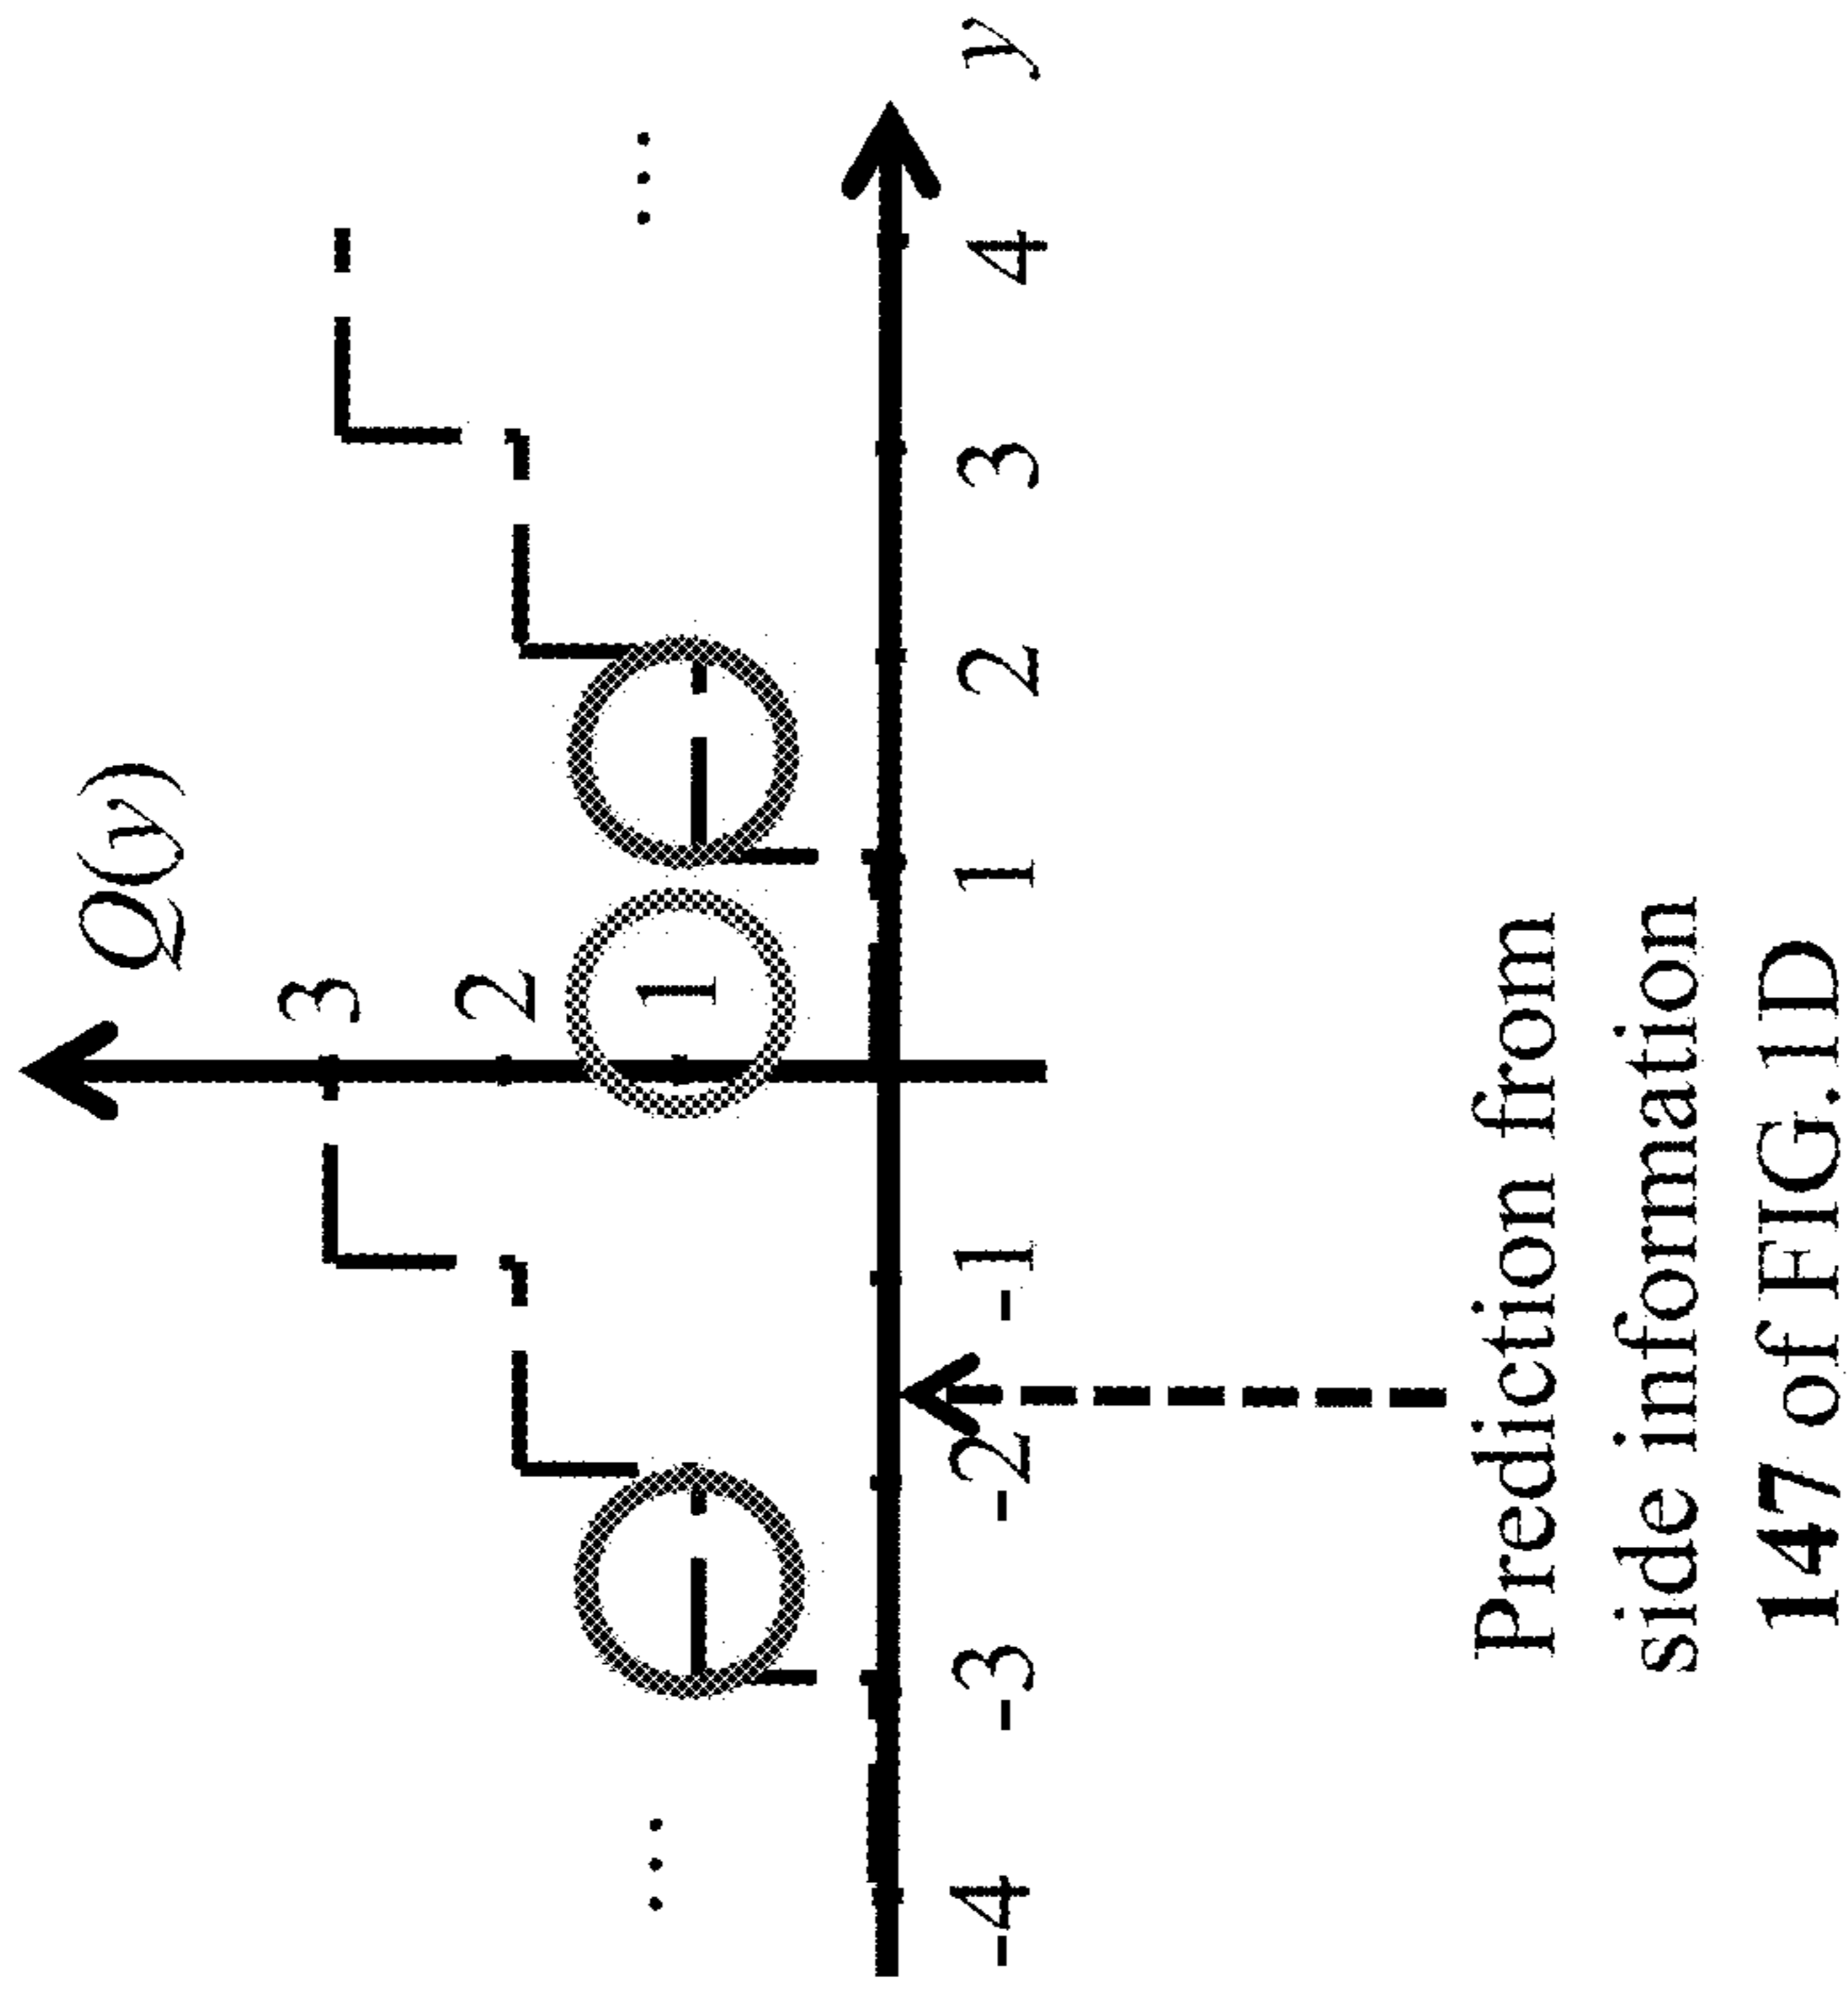 Q(y)
3
2
1
... ...
-4 -3 -2 -1 1 2 3 4 y
Prediction from
side information
147 of FIG. 1D